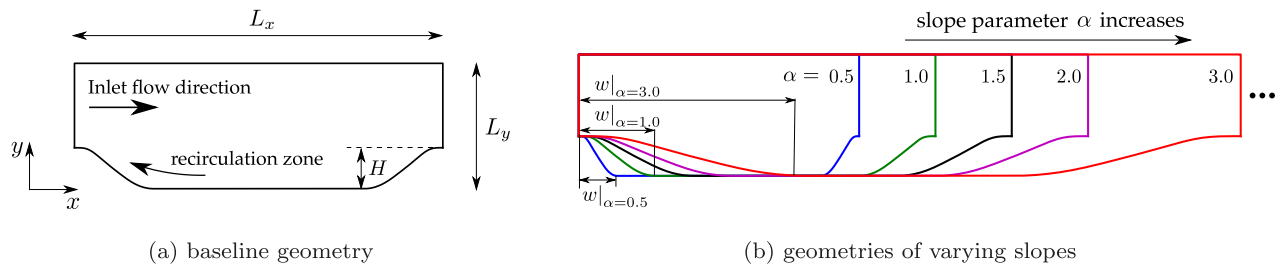 L_x
Inlet flow direction
recirculation zone
H
L_y
y
x
(a) baseline geometry
slope parameter α increases
α = 0.5 1.0 1.5 2.0 3.0
w|α=3.0
w|α=1.0
w|α=0.5
(b) geometries of varying slopes